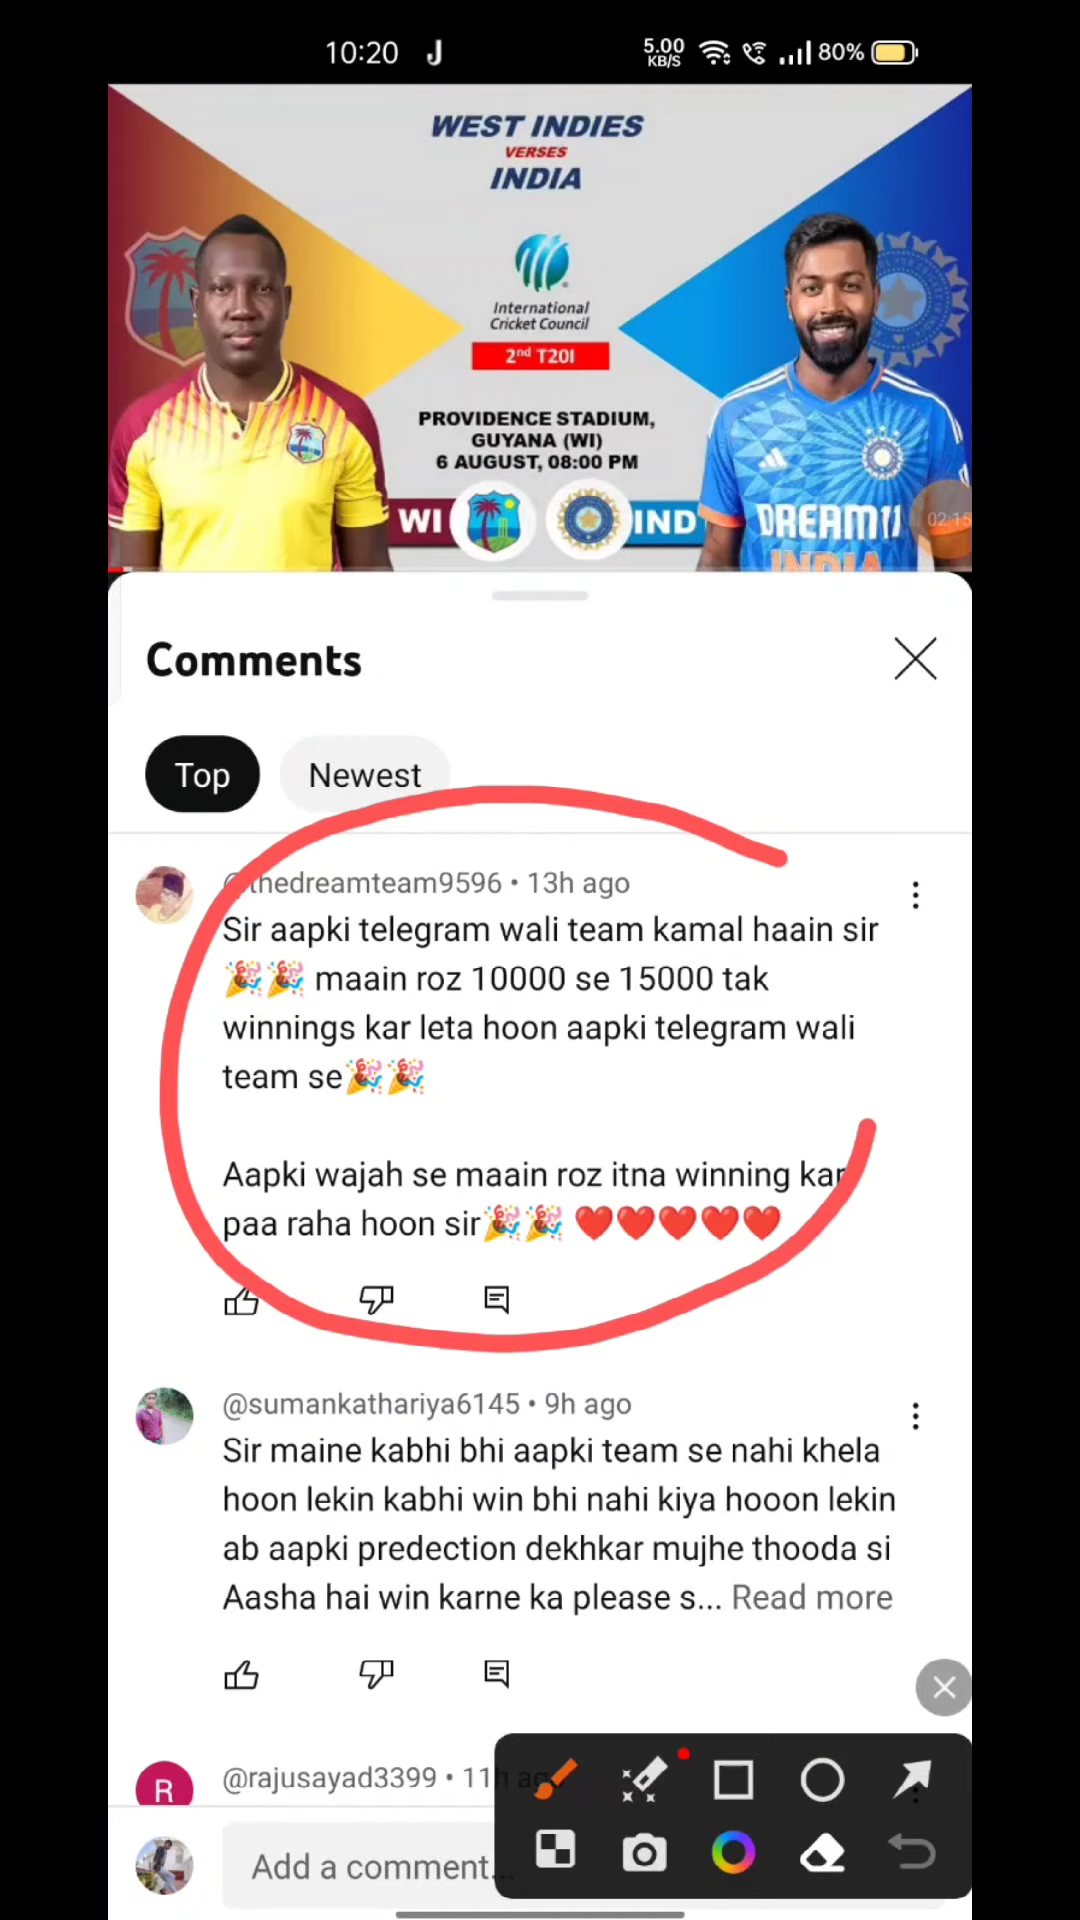 10:20
5.00
KB/S
80%
WEST INDIES
VERSES
INDIA
International
Cricket Council
2nd T20I
PROVIDENCE STADIUM,
GUYANA (WI)
6 AUGUST, 08:00 PM
WI
IND
DREAM11
INDIA
02:15
Comments
Top
Newest
@thedreamteam9596 • 13h ago
Sir aapki telegram wali team kamal haain sir
🎉🎉 maain roz 10000 se 15000 tak
winnings kar leta hoon aapki telegram wali
team se🎉🎉
Aapki wajah se maain roz itna winning kar
paa raha hoon sir🎉🎉 ❤️❤️❤️❤️❤️
@sumankathariya6145 • 9h ago
Sir maine kabhi bhi aapki team se nahi khela
hoon lekin kabhi win bhi nahi kiya hooon lekin
ab aapki predection dekhkar mujhe thooda si
Aasha hai win karne ka please s... Read more
R
@rajusayad3399 • 11h ago
Add a comment...